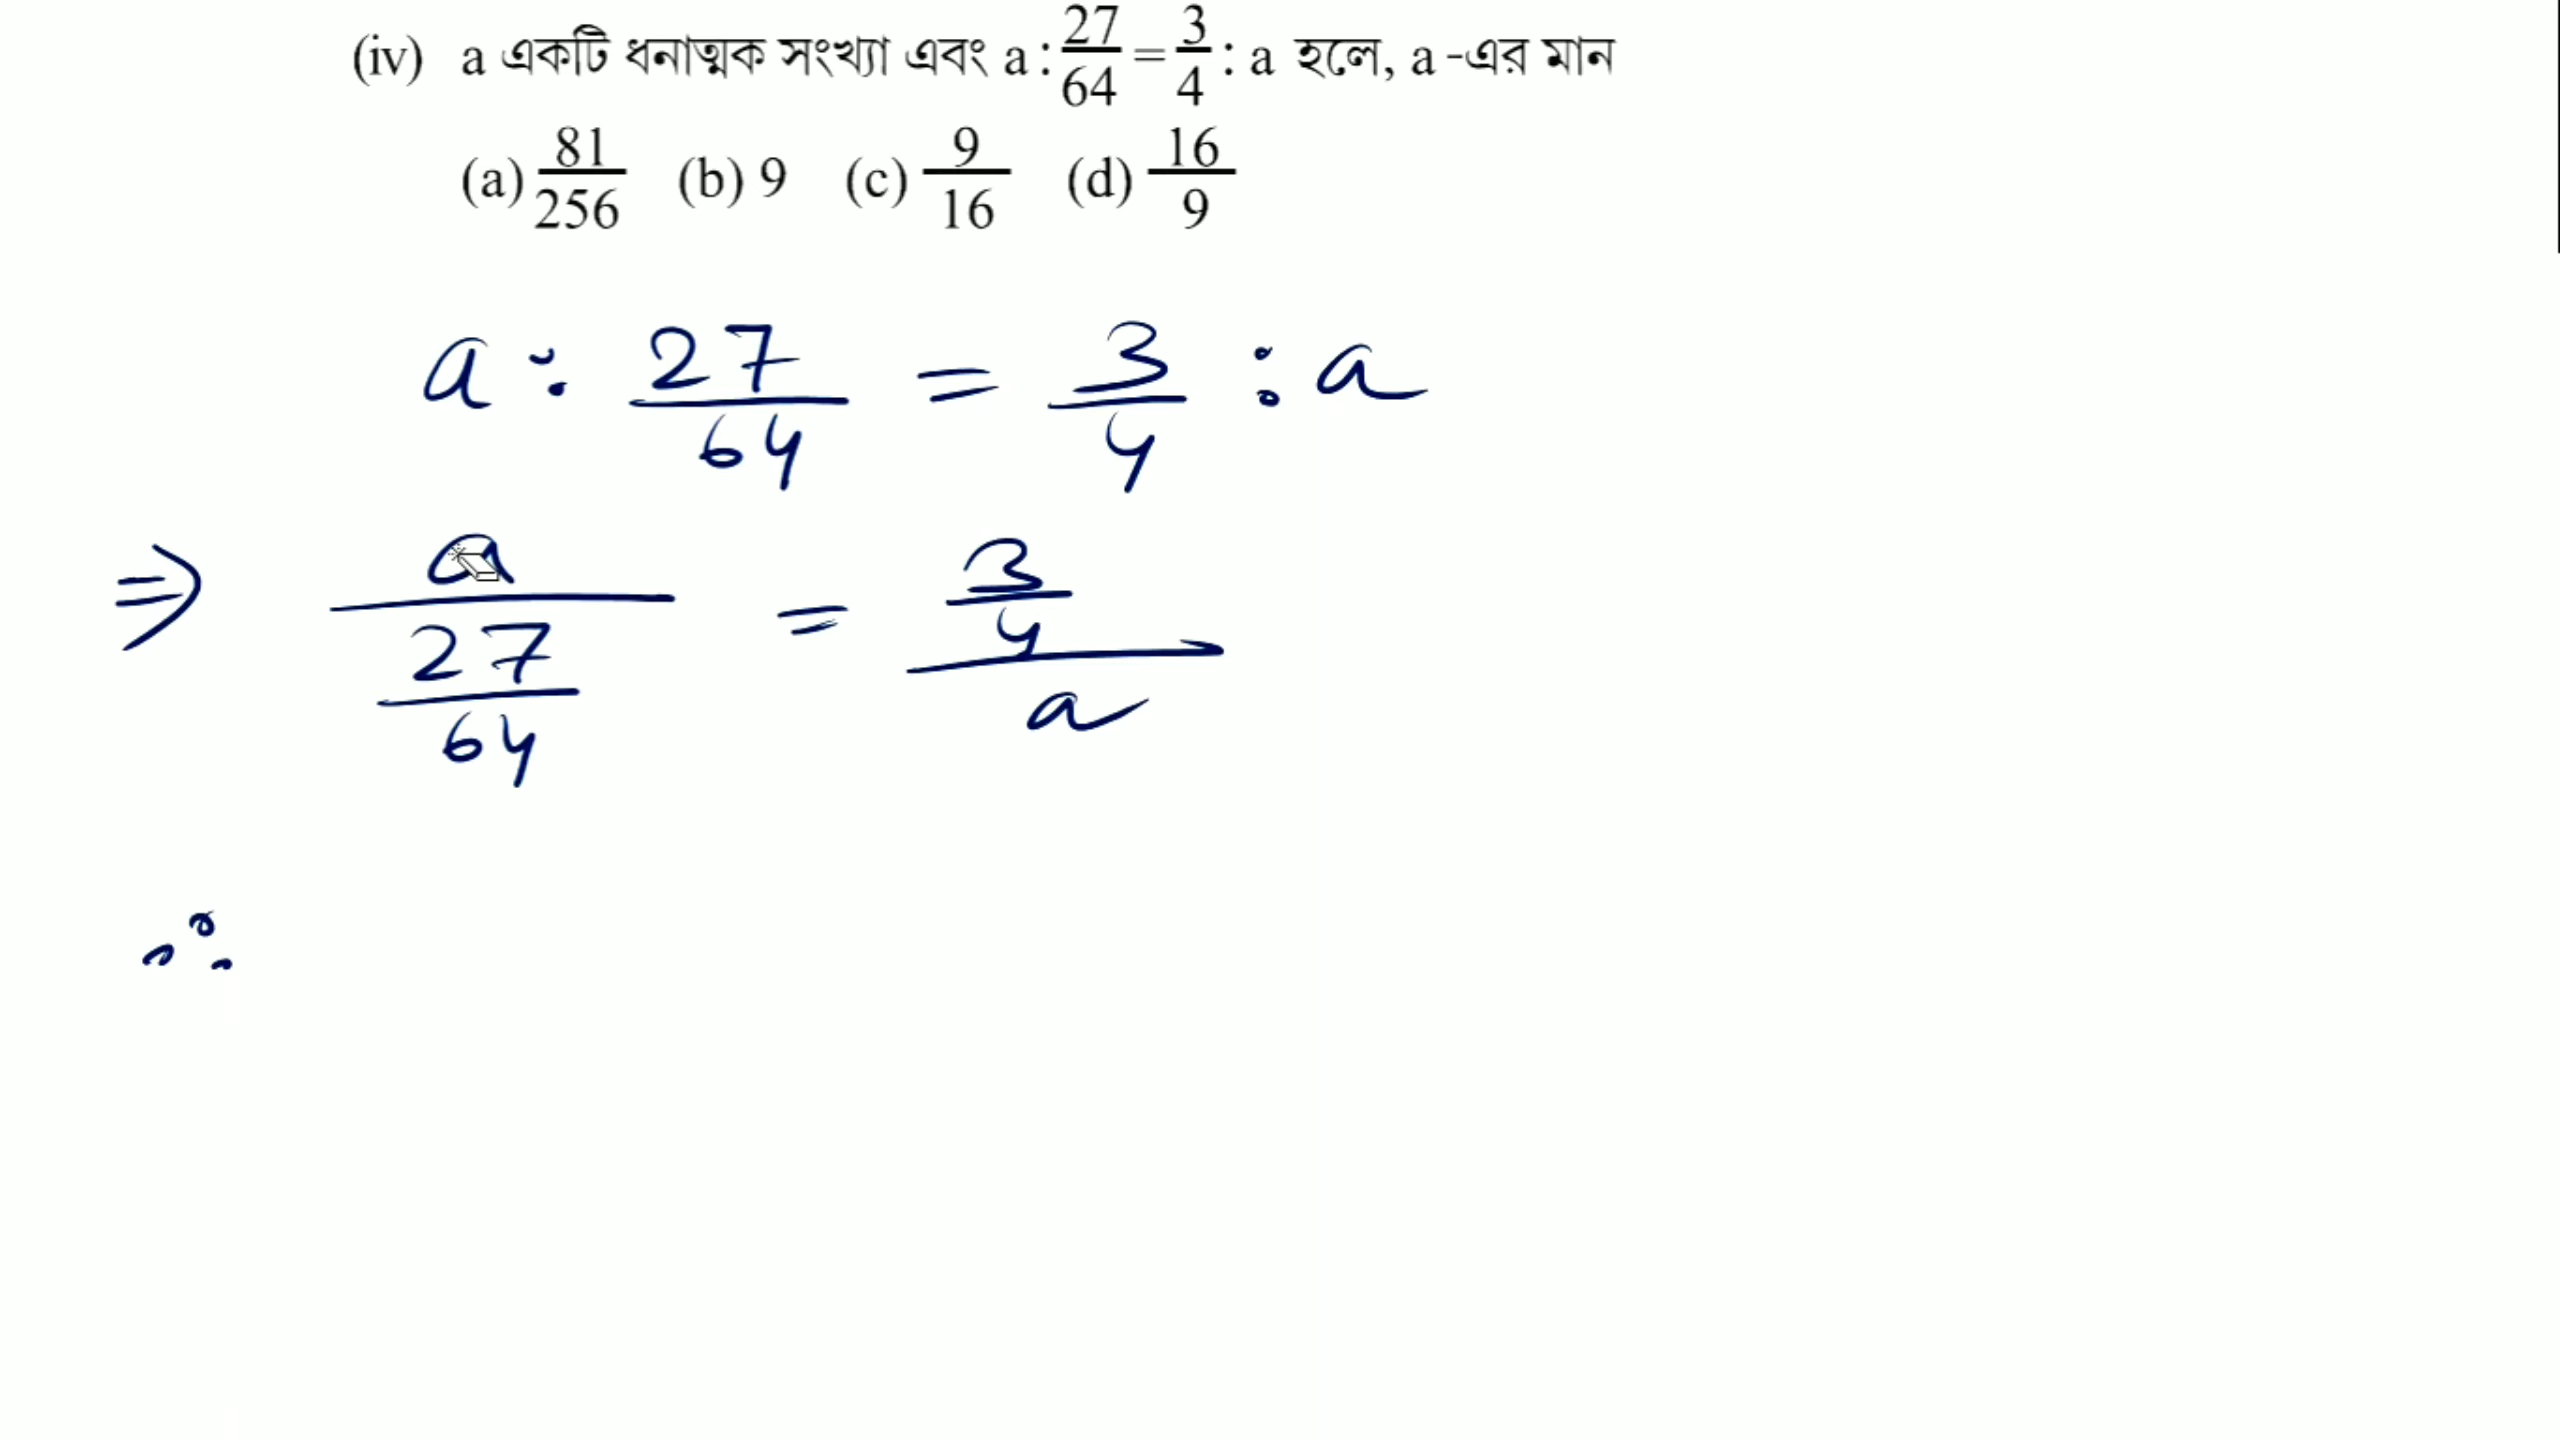 (iv) a একটি ধনাত্মক সংখ্যা এবং a : 27/64 = 3/4 : a হলে, a -এর মান
(a) 81/256 (b) 9 (c) 9/16 (d) 16/9
a : 27/64 = 3/4 : a
⇒ a/(27/64) = (3/4)/a
∴